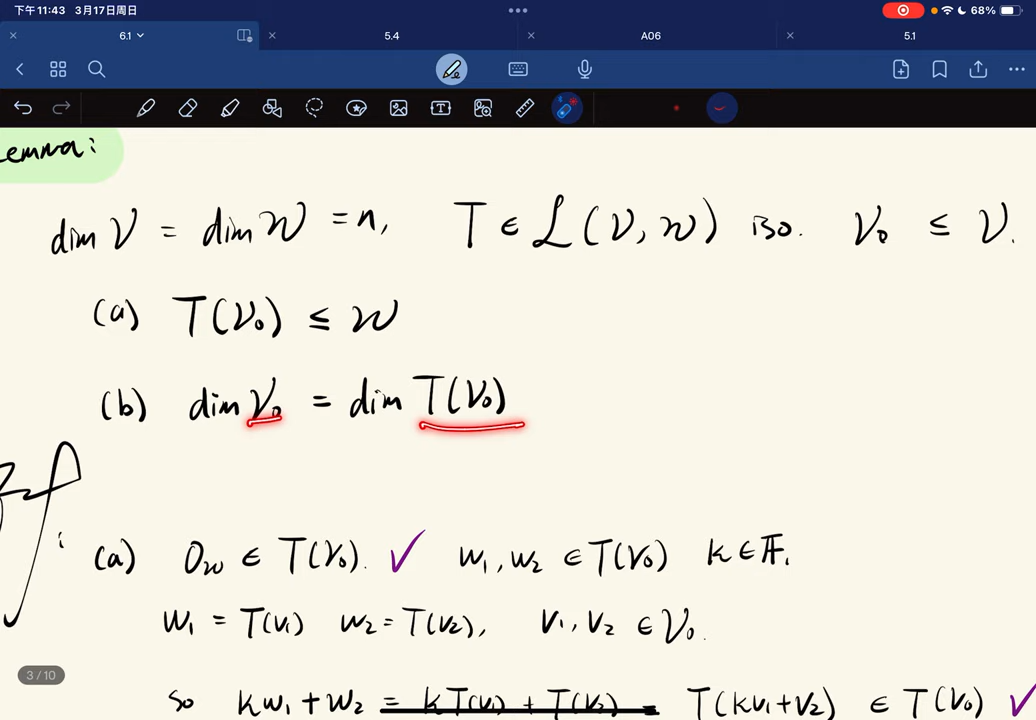 下午11:43 3月17日周日
68%
6.1
5.4
A06
5.1
emma:
dim V = dim W = n, T ∈ L(V, W) iso. V₀ ≤ V.
(a) T(V₀) ≤ W
(b) dim V₀ = dim T(V₀)
:
(a) 0_W ∈ T(V₀). ✓ w₁, w₂ ∈ T(V₀) k ∈ F.
w₁ = T(v₁) w₂ = T(v₂), v₁, v₂ ∈ V₀.
3 / 10
So kw₁ + w₂ = kT(v₁) + T(v₂) = T(kv₁+v₂) ∈ T(V₀) ✓